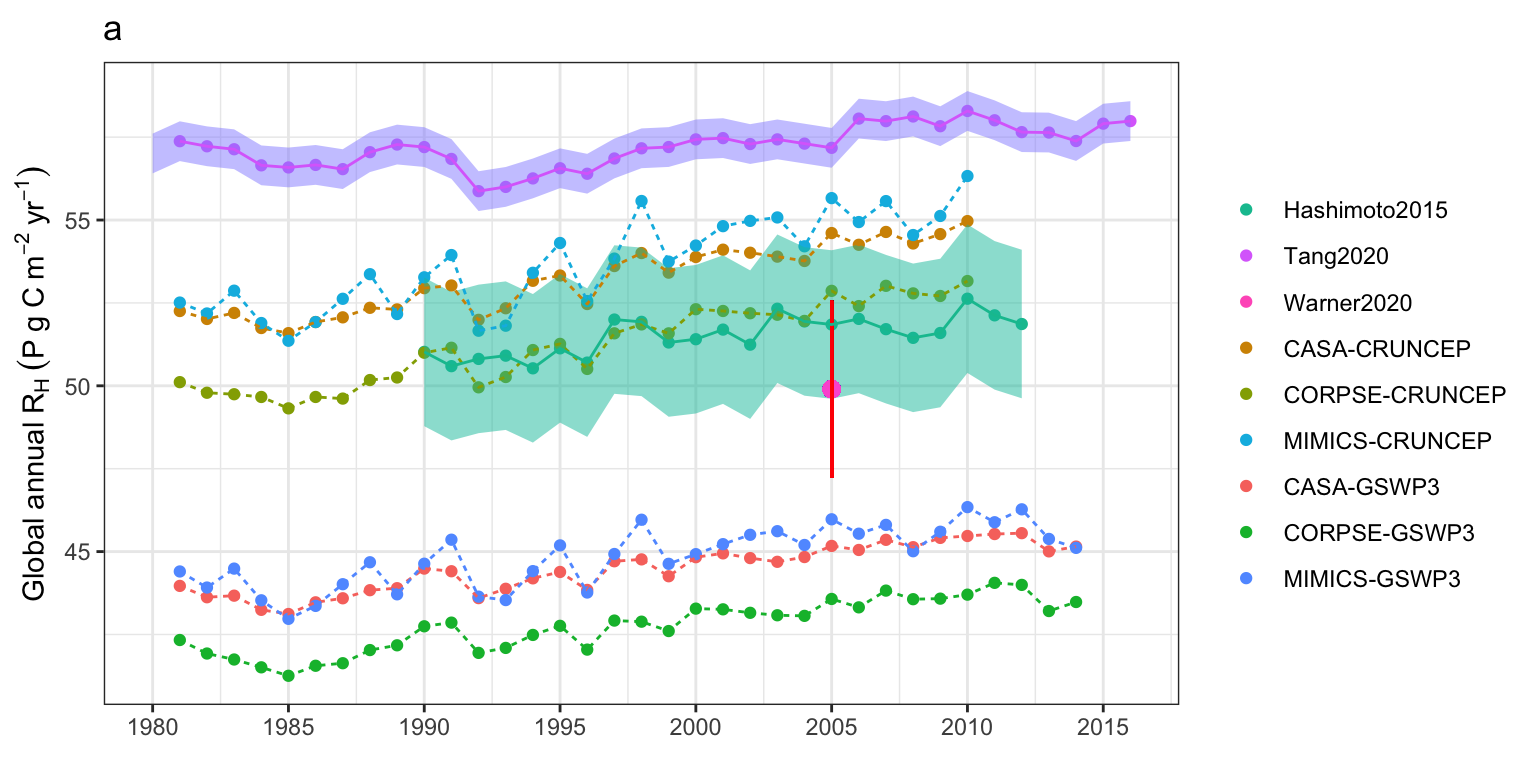 a
Global annual R_H (P g C m⁻² yr⁻¹)
55
50
45
1980 1985 1990 1995 2000 2005 2010 2015
Hashimoto2015
Tang2020
Warner2020
CASA-CRUNCEP
CORPSE-CRUNCEP
MIMICS-CRUNCEP
CASA-GSWP3
CORPSE-GSWP3
MIMICS-GSWP3